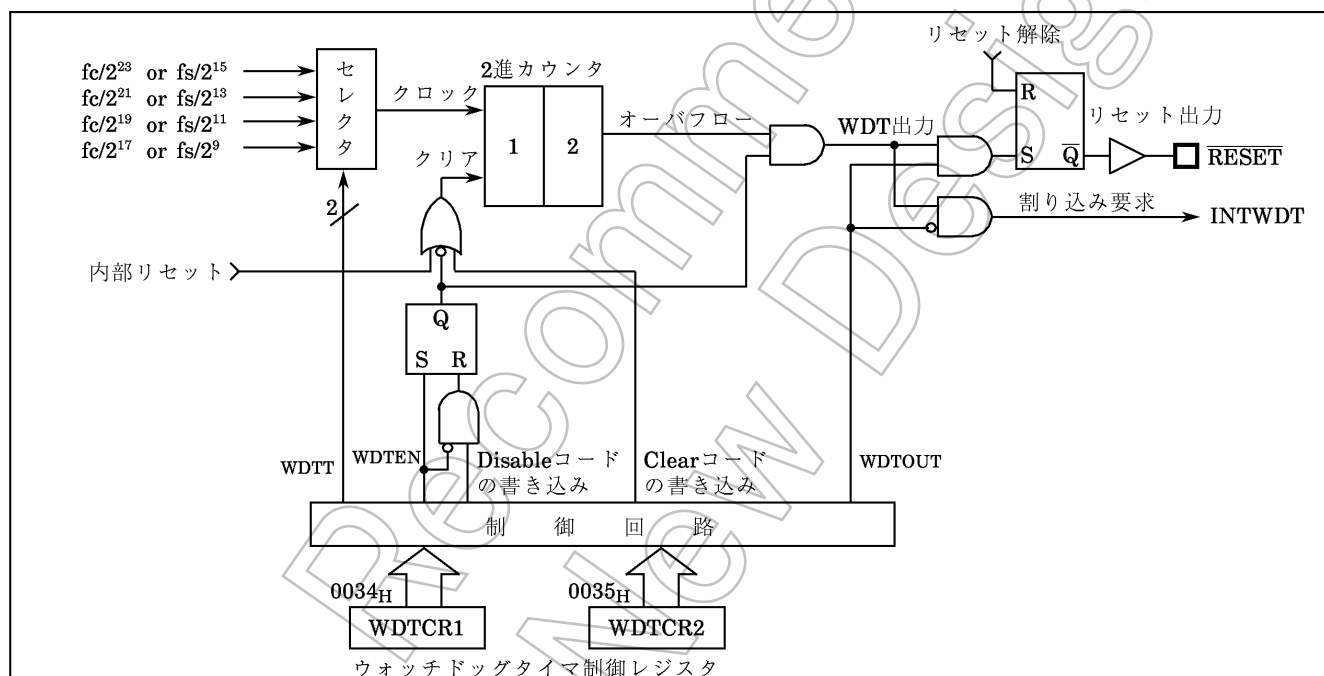 リセット解除
fc/2²³ or fs/2¹⁵
fc/2²¹ or fs/2¹³
fc/2¹⁹ or fs/2¹¹
fc/2¹⁷ or fs/2⁹
セレクタ
クロック
2進カウンタ
1 2
クリア
オーバフロー
WDT出力
R
S
Q̅
リセット出力
R̅E̅S̅E̅T̅
割り込み要求
INTWDT
2
内部リセット
Q
S R
WDTT
WDTEN
Disableコード
の書き込み
Clearコード
の書き込み
WDTOUT
制 御 回 路
0034H
WDTCR1
0035H
WDTCR2
ウォッチドッグタイマ制御レジスタ
Recomme
New Desig